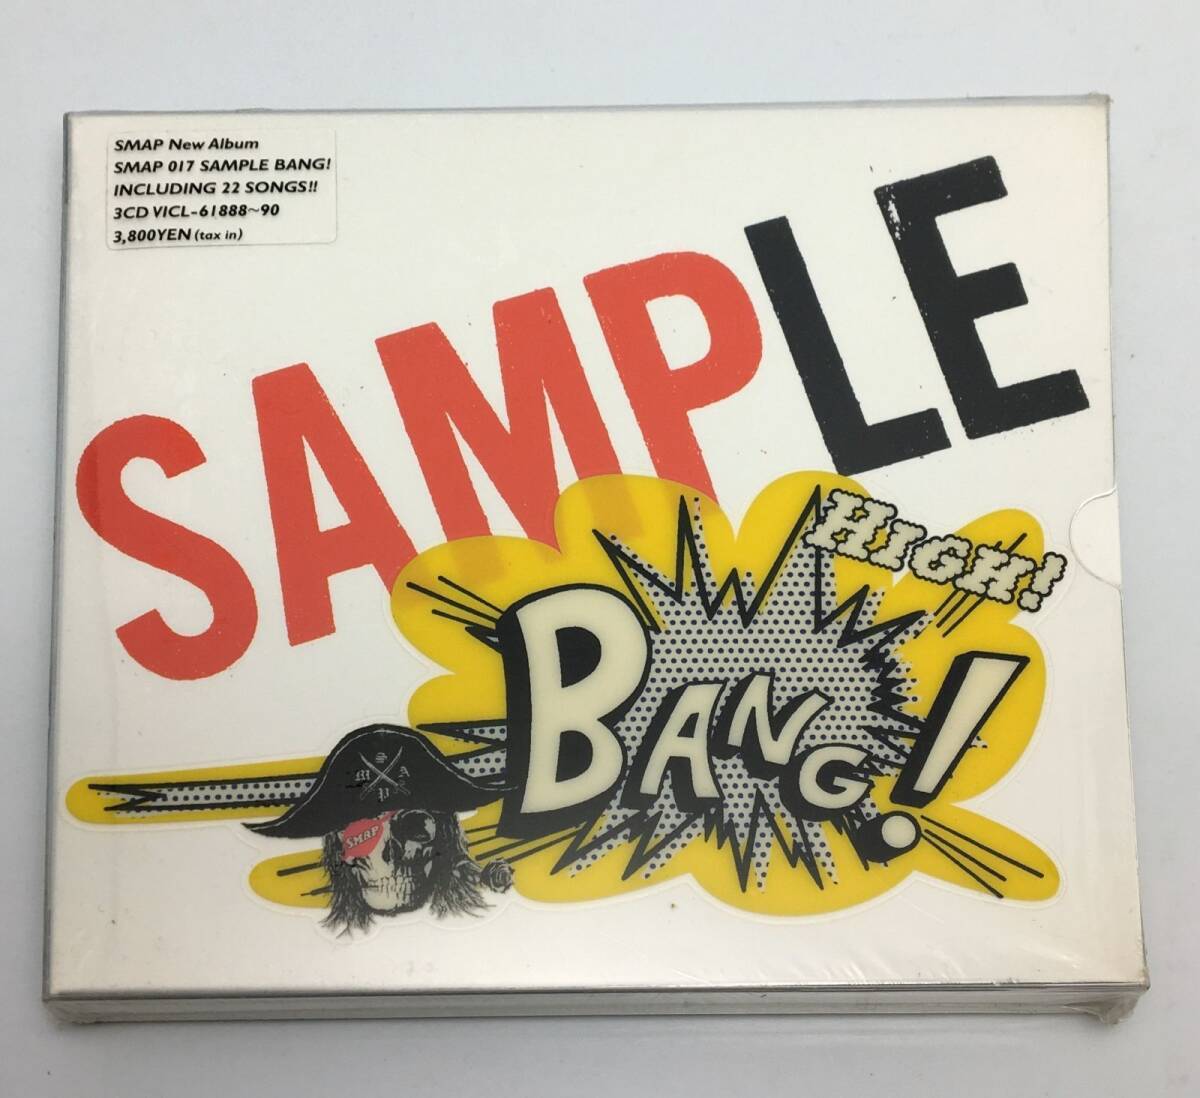 SMAP New Album
SMAP 017 SAMPLE BANG!
INCLUDING 22 SONGS!!
3CD VICL-61888~90
3,800YEN (tax in)
SAMPLE
HIGH!
BANG!
S
M A
P
SMAP